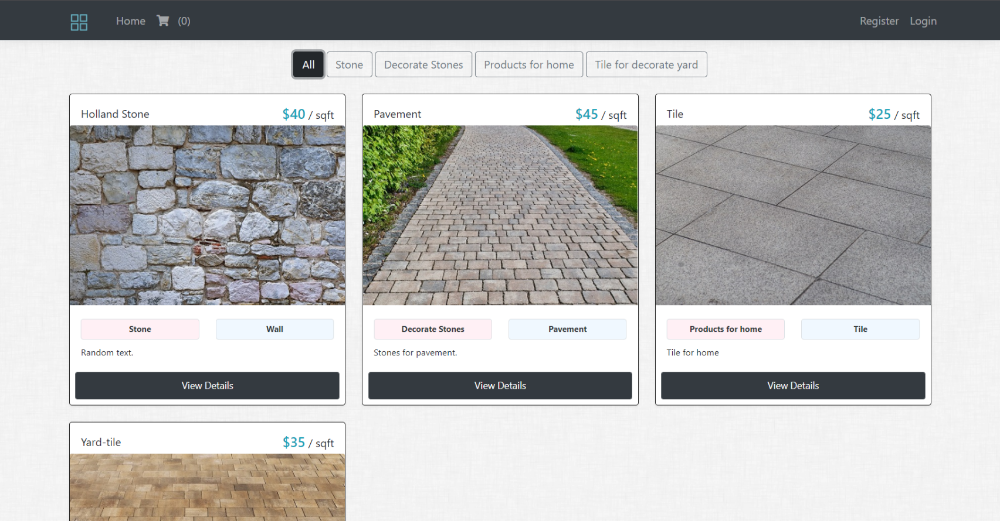 Home (0) Register Login
All Stone Decorate Stones Products for home Tile for decorate yard
Holland Stone $40 / sqft
Pavement $45 / sqft
Tile $25 / sqft
Stone Wall
Decorate Stones Pavement
Products for home Tile
Random text.
Stones for pavement.
Tile for home
View Details
View Details
View Details
Yard-tile $35 / sqft